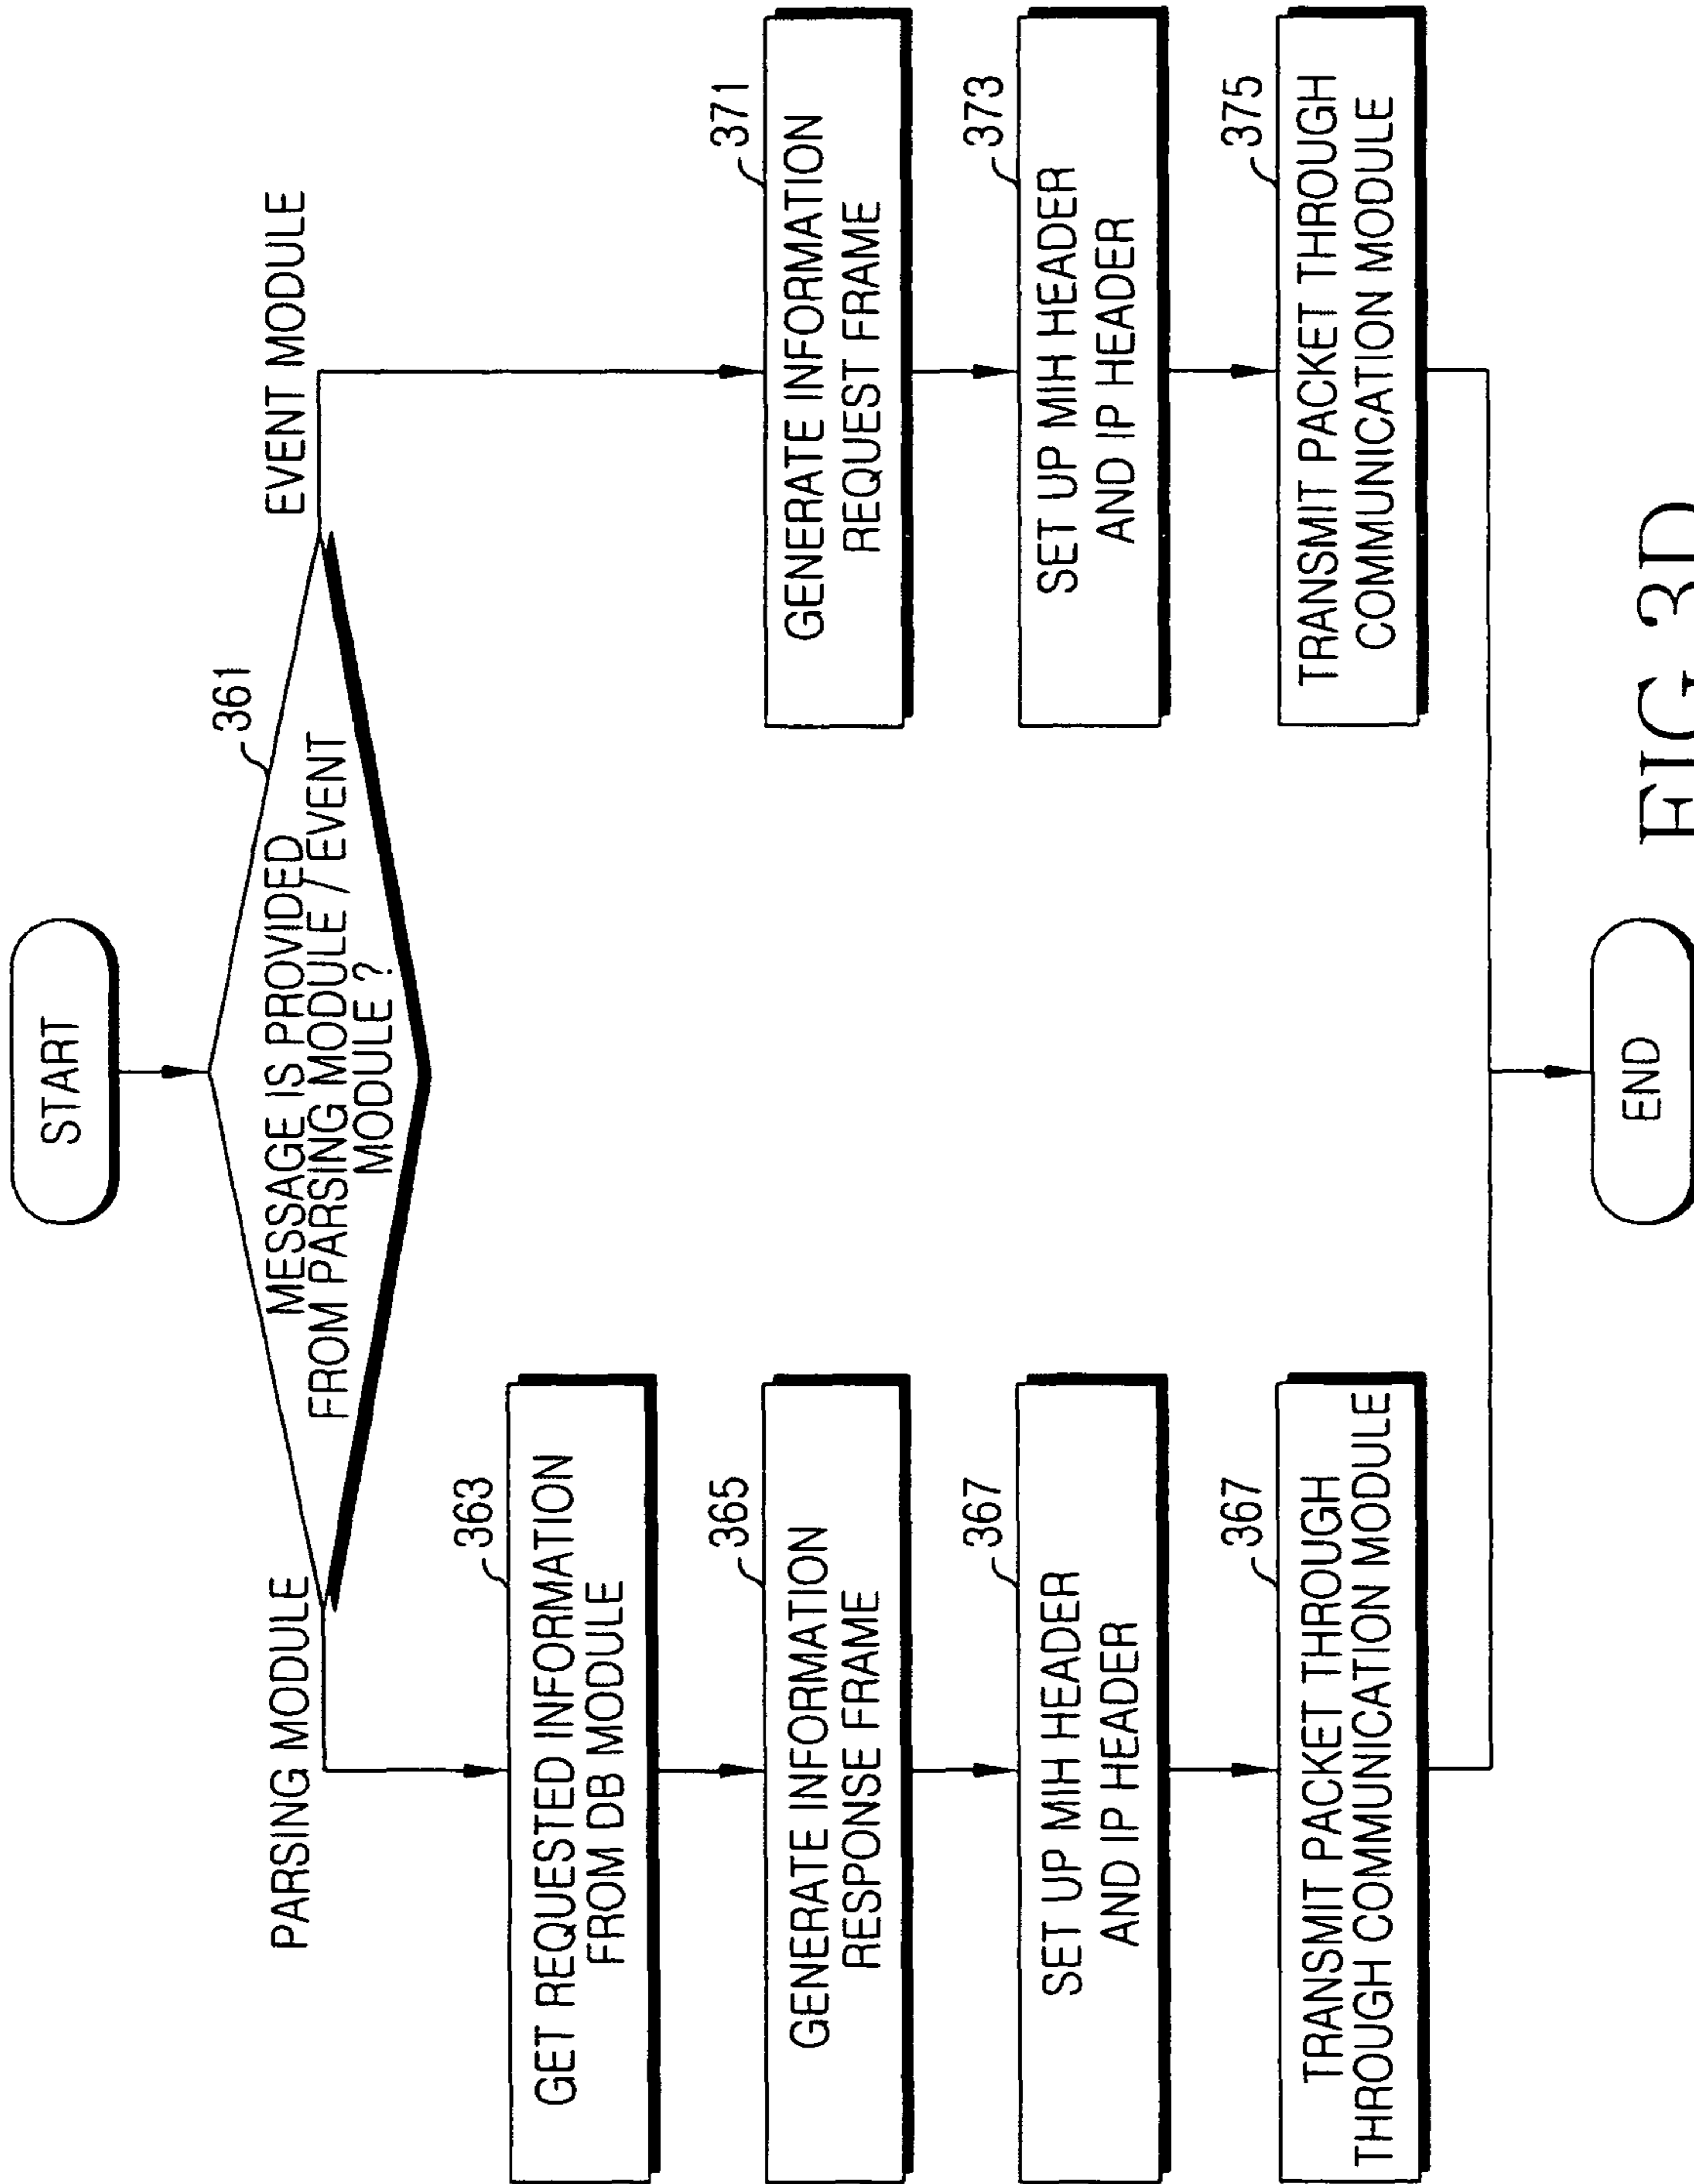 START
361
MESSAGE IS PROVIDED
FROM PARSING MODULE / EVENT
MODULE ?
PARSING MODULE
EVENT MODULE
363
GET REQUESTED INFORMATION
FROM DB MODULE
365
GENERATE INFORMATION
RESPONSE FRAME
367
SET UP MIH HEADER
AND IP HEADER
367
TRANSMIT PACKET THROUGH
THROUGH COMMUNICATION MODULE
371
GENERATE INFORMATION
REQUEST FRAME
373
SET UP MIH HEADER
AND IP HEADER
375
TRANSMIT PACKET THROUGH
COMMUNICATION MODULE
END
FIG. 3D